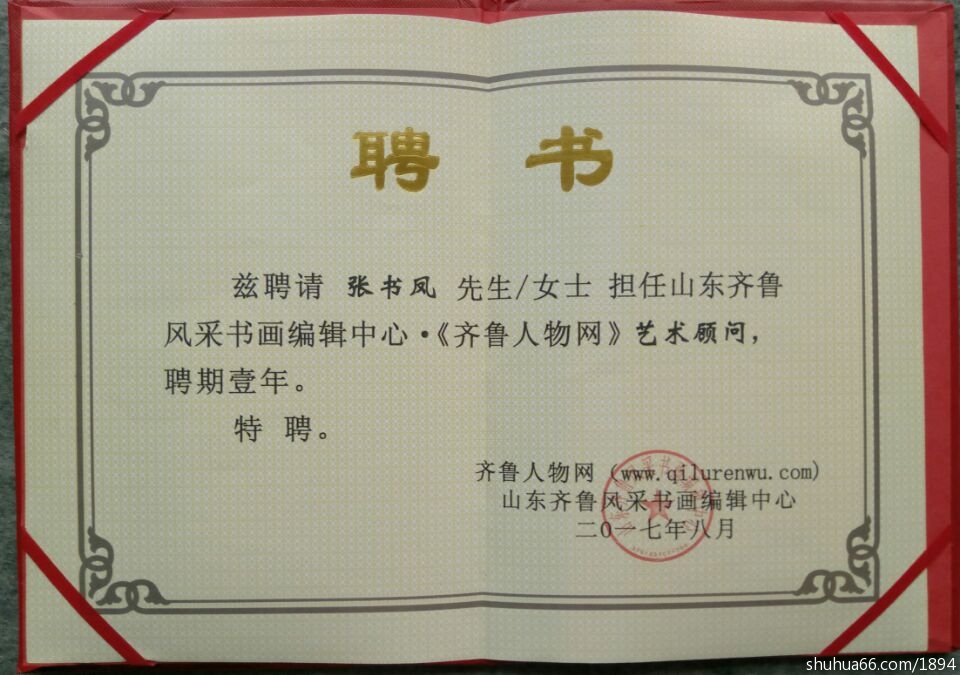 聘 书
兹聘请 张书凤 先生/女士 担任山东齐鲁
风采书画编辑中心·《齐鲁人物网》艺术顾问，
聘期壹年。
特 聘。
齐鲁人物网（www.qilurenwu.com）
山东齐鲁风采书画编辑中心
二0一七年八月
shuhua66.com/1894